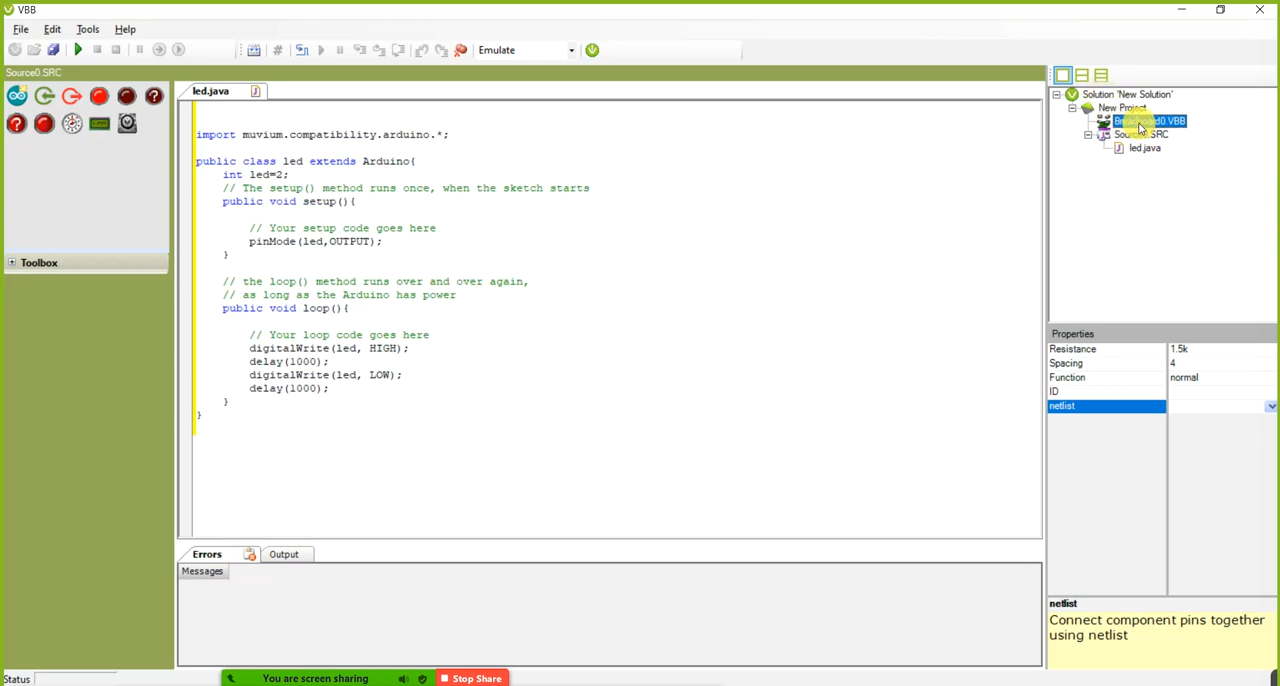 VBB
File Edit Tools Help
Emulate
Source0.SRC
led.java
import muvium.compatibility.arduino.*;
public class led extends Arduino{
int led=2;
// The setup() method runs once, when the sketch starts
public void setup(){
// Your setup code goes here
pinMode(led,OUTPUT);
}
// the loop() method runs over and over again,
// as long as the Arduino has power
public void loop(){
// Your loop code goes here
digitalWrite(led, HIGH);
delay(1000);
digitalWrite(led, LOW);
delay(1000);
}
}
Toolbox
Errors Output
Messages
Solution 'New Solution'
New Project
led.java
Properties
Resistance 1.5k
Spacing 4
Function normal
ID
netlist
netlist
Connect component pins together
using netlist
Status
You are screen sharing Stop Share